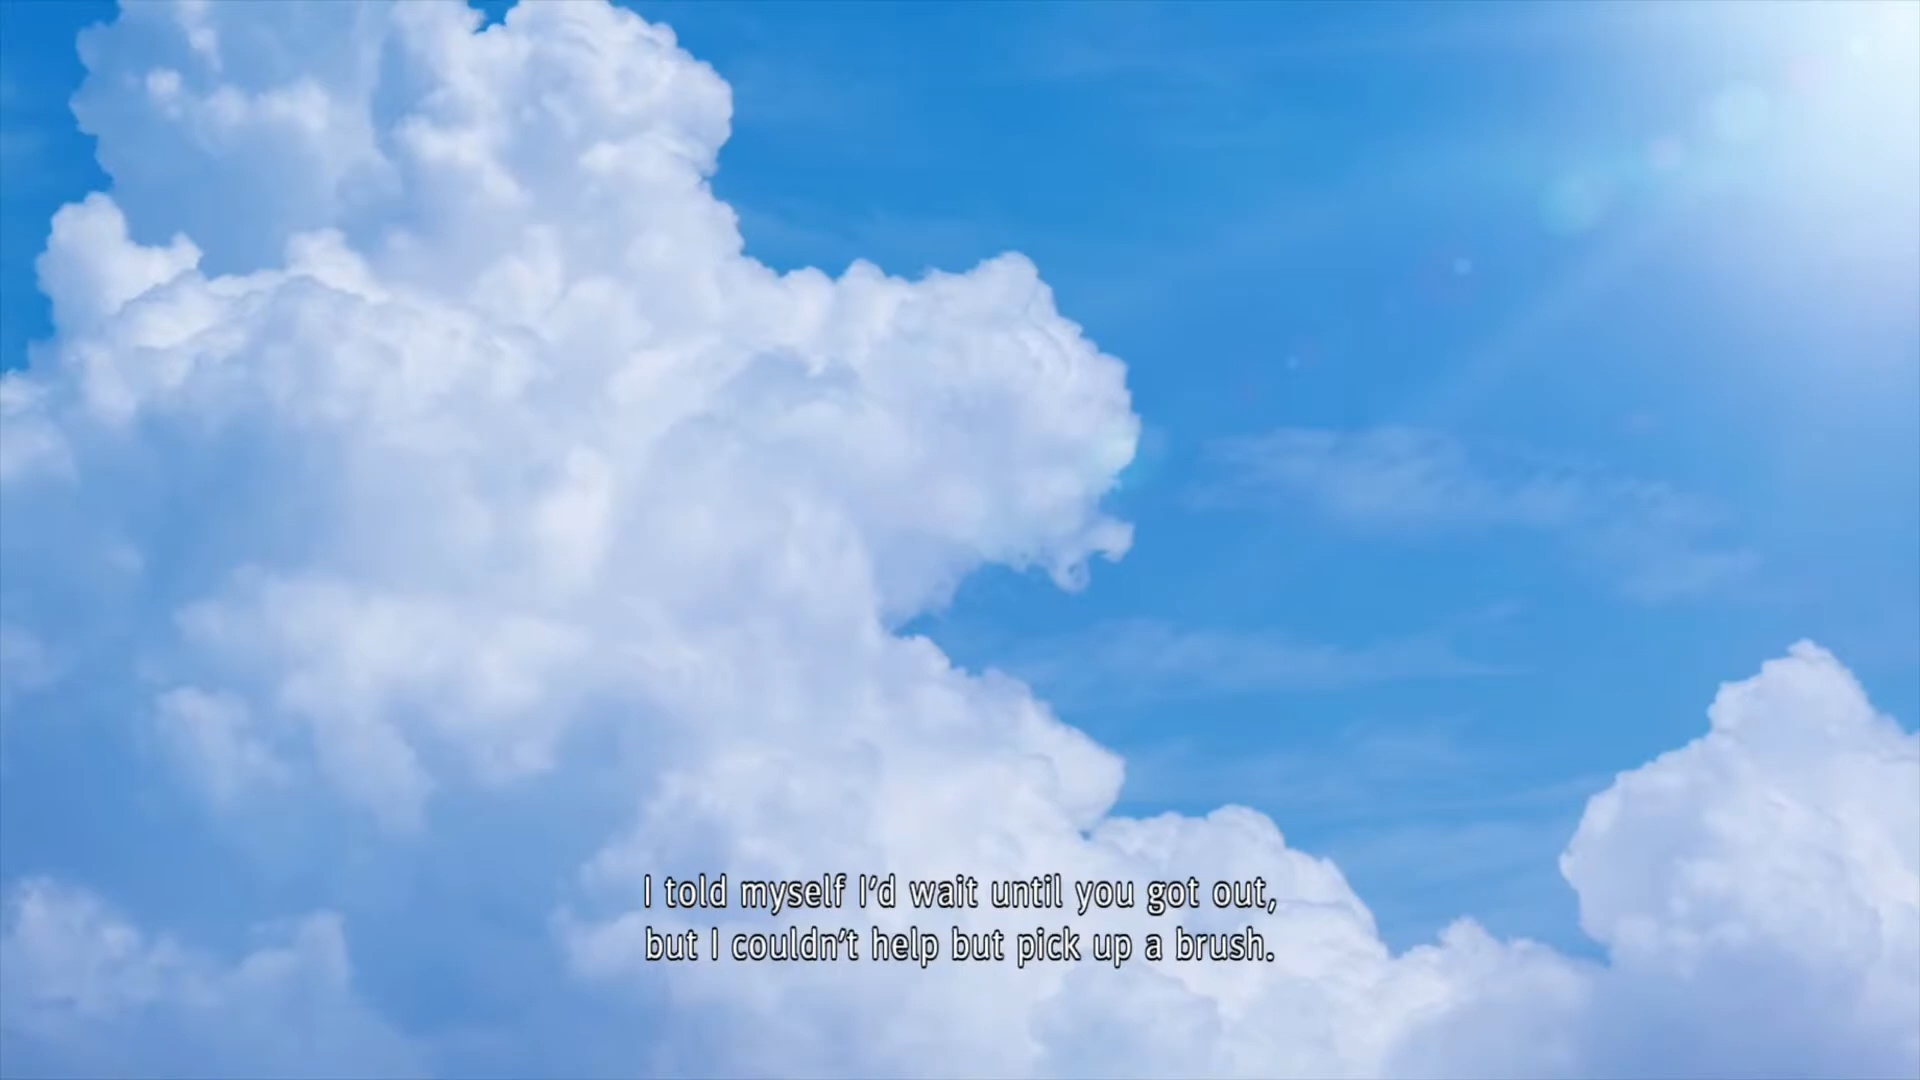 I told myself I'd wait until you got out,
but I couldn't help but pick up a brush.